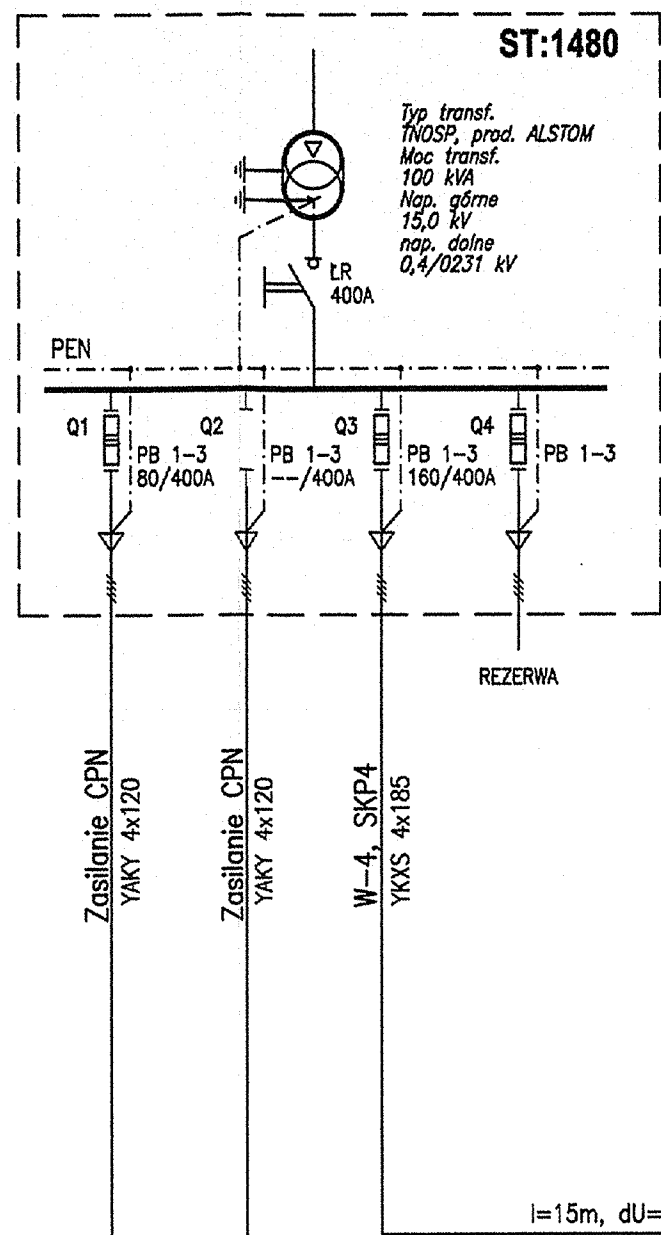 ST:1480
Typ transf.
TNOSP, prod. ALSTOM
Moc transf.
100 kVA
Nap. górne
15,0 kV
nap. dolne
0,4/0231 kV
ŁR
400A
PEN
Q1
PB 1-3
80/400A
Q2
PB 1-3
--/400A
Q3
PB 1-3
160/400A
Q4
PB 1-3
REZERWA
Zasilanie CPN
YAKY 4x120
Zasilanie CPN
YAKY 4x120
W-4, SKP4
YKXS 4x185
l=15m, dU=